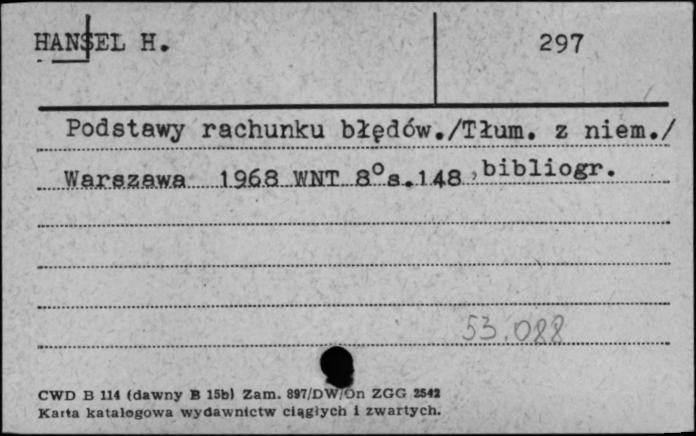 HANSEL H. 297
Podstawy rachunku błędów./Tłum. z niem./
Warszawa 1968 WNT 8°s.148 ,bibliogr.
53.088
CWD B 114 (dawny B 15b) Zam. 897/DW/On ZGG 2542
Karta katalogowa wydawnictw ciągłych i zwartych.